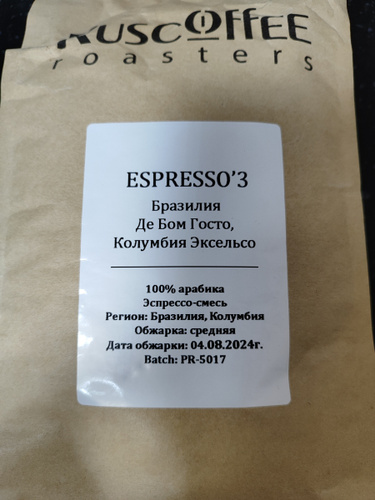 RUSCOFFEE
roasters
ESPRESSO’3
Бразилия
Де Бом Госто,
Колумбия Эксельсо
100% арабика
Эспрессо-смесь
Регион: Бразилия, Колумбия
Обжарка: средняя
Дата обжарки: 04.08.2024г.
Batch: PR-5017